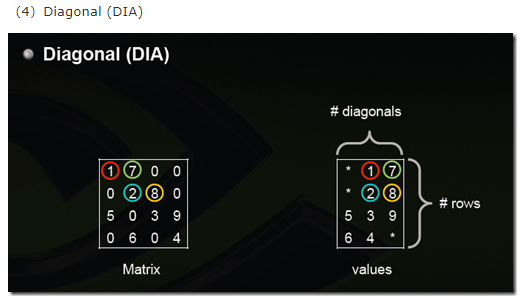 (4) Diagonal (DIA)
Diagonal (DIA)
# diagonals
1 7 0 0
0 2 8 0
5 0 3 9
0 6 0 4
* 1 7
* 2 8
5 3 9
6 4 *
# rows
Matrix
values